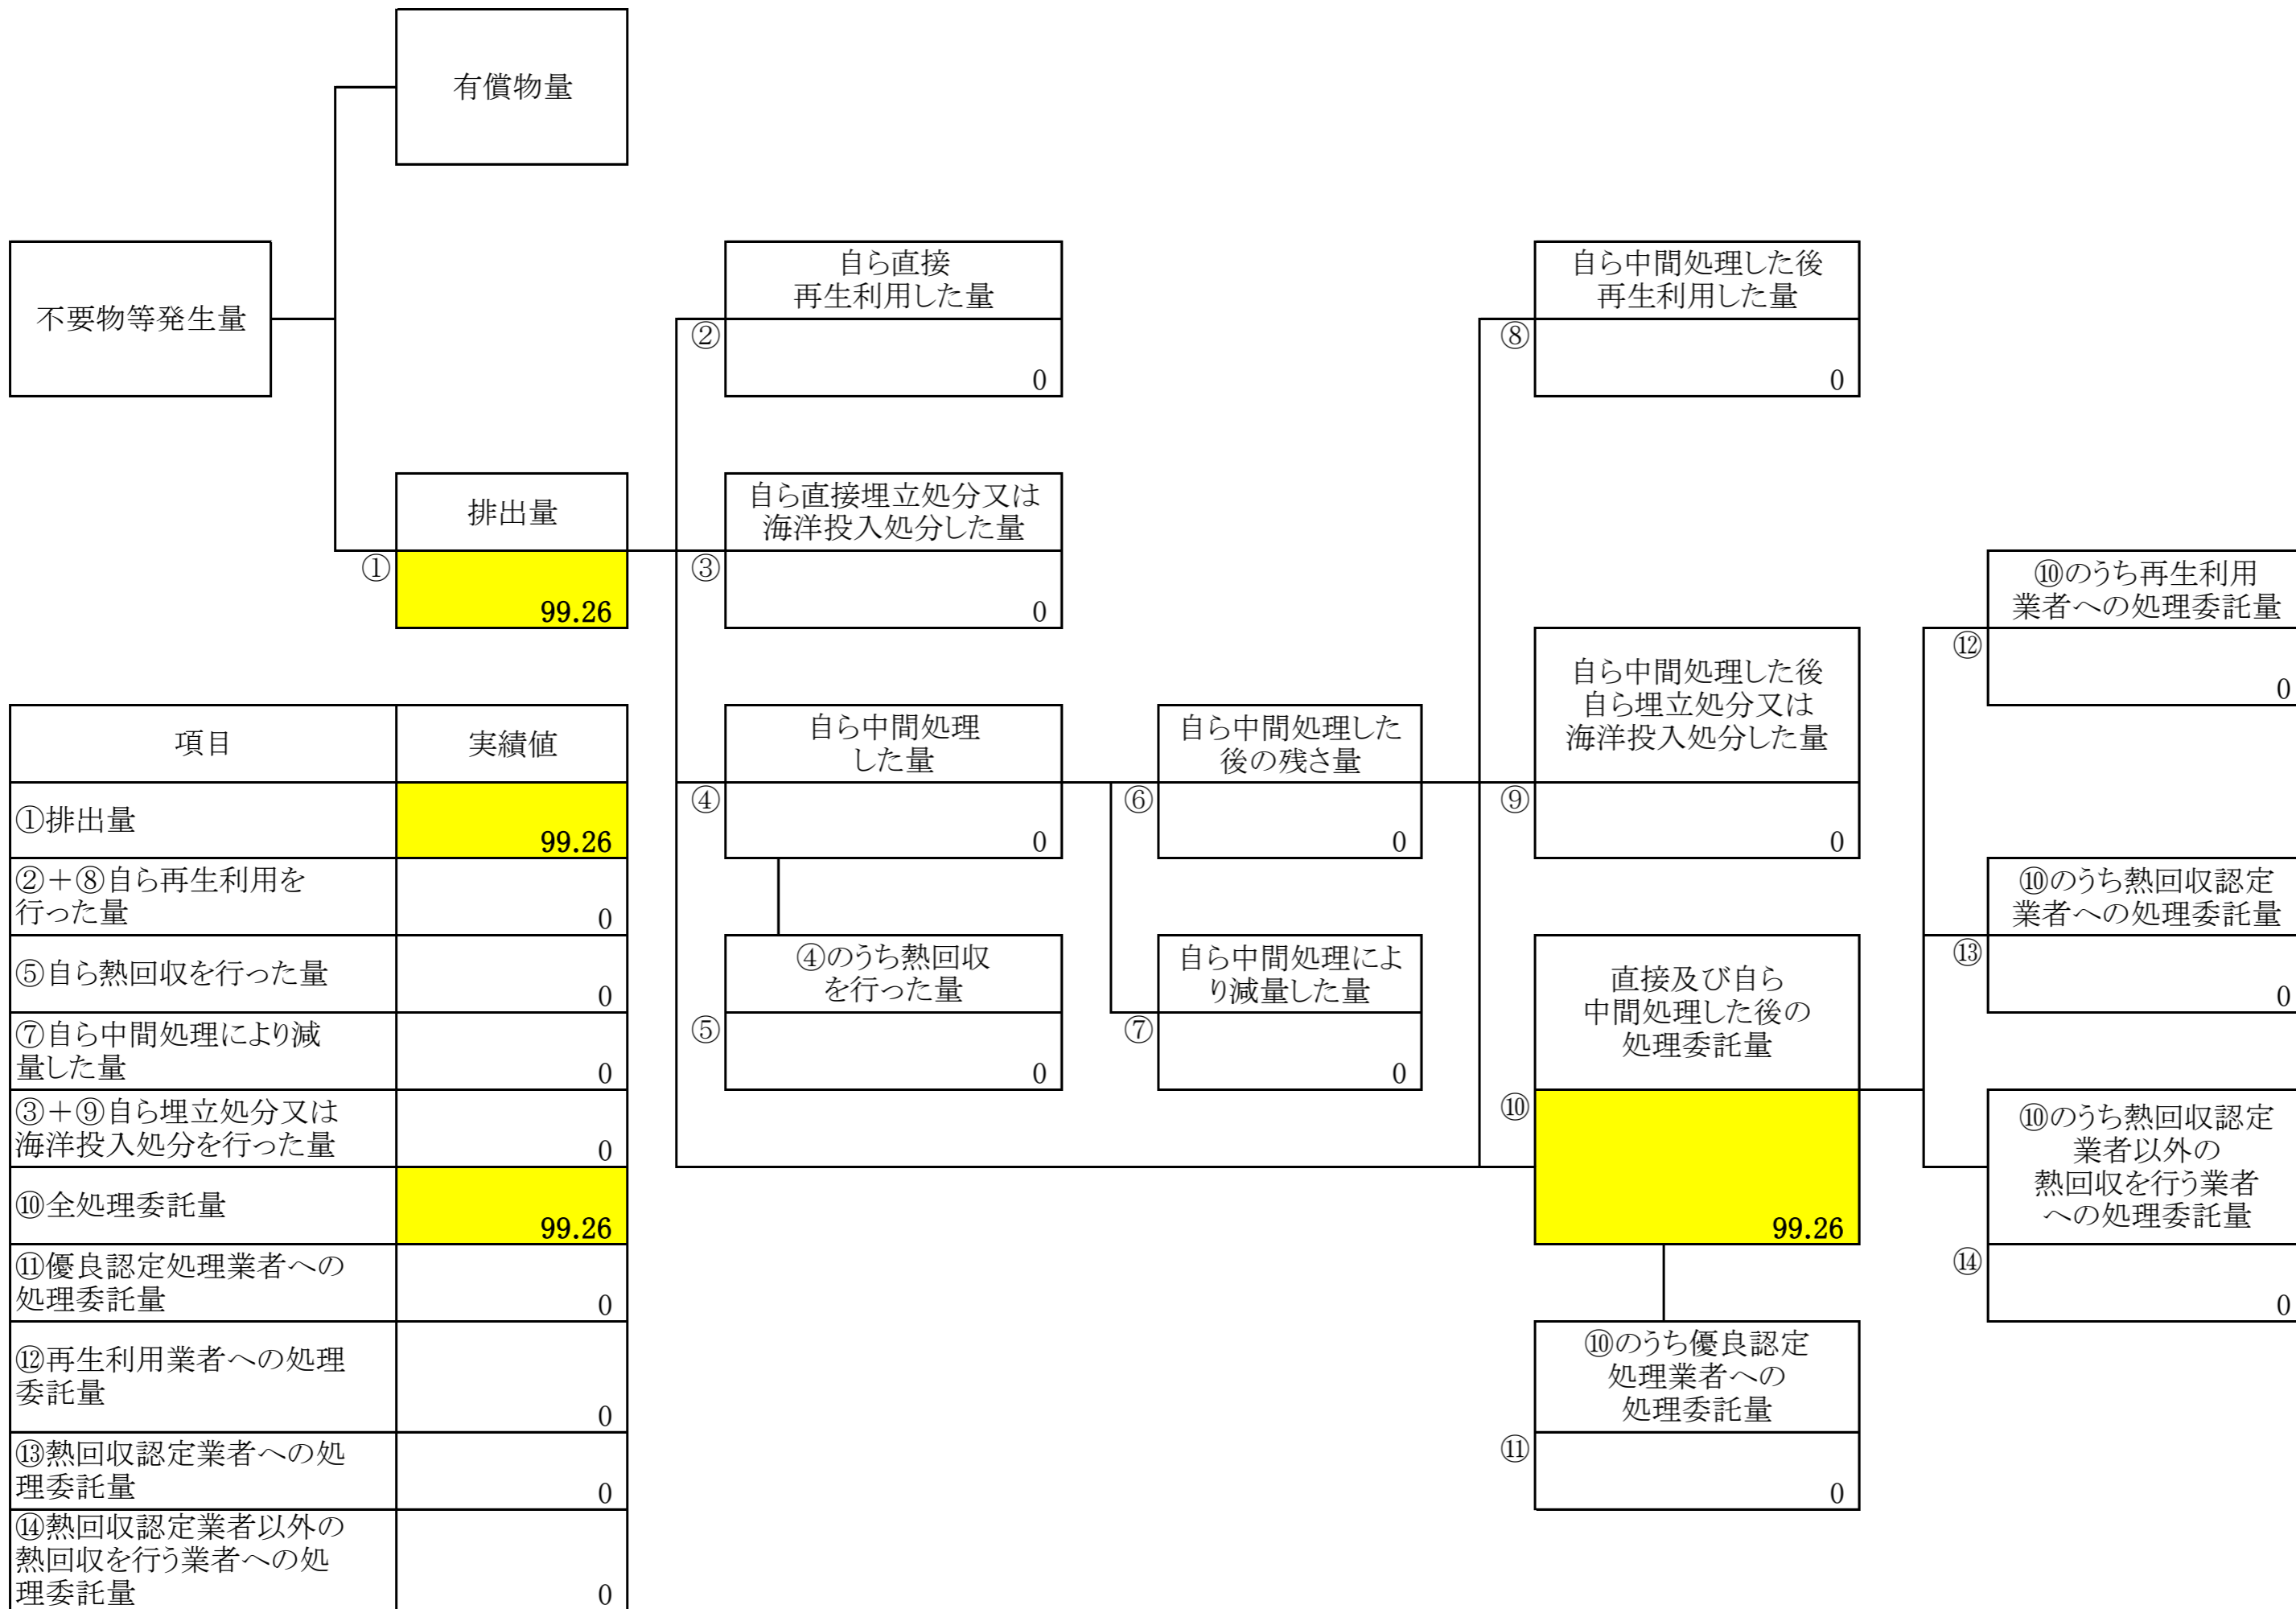 有償物量
不要物等発生量
自ら直接
再生利用した量
②
0
自ら中間処理した後
再生利用した量
⑧
0
排出量
①
99.26
自ら直接埋立処分又は
海洋投入処分した量
③
0
⑩のうち再生利用
業者への処理委託量
⑫
0
自ら中間処理
した量
④
0
自ら中間処理した
後の残さ量
⑥
0
自ら中間処理した後
自ら埋立処分又は
海洋投入処分した量
⑨
0
⑩のうち熱回収認定
業者への処理委託量
⑬
0
④のうち熱回収
を行った量
⑤
0
自ら中間処理によ
り減量した量
⑦
0
直接及び自ら
中間処理した後の
処理委託量
⑩
99.26
⑩のうち熱回収認定
業者以外の
熱回収を行う業者
への処理委託量
⑭
0
⑩のうち優良認定
処理業者への
処理委託量
⑪
0
項目 実績値
①排出量
99.26
②+⑧自ら再生利用を
行った量
0
⑤自ら熱回収を行った量
0
⑦自ら中間処理により減
量した量
0
③+⑨自ら埋立処分又は
海洋投入処分を行った量
0
⑩全処理委託量
99.26
⑪優良認定処理業者への
処理委託量
0
⑫再生利用業者への処理
委託量
0
⑬熱回収認定業者への処
理委託量
0
⑭熱回収認定業者以外の
熱回収を行う業者への処
理委託量
0